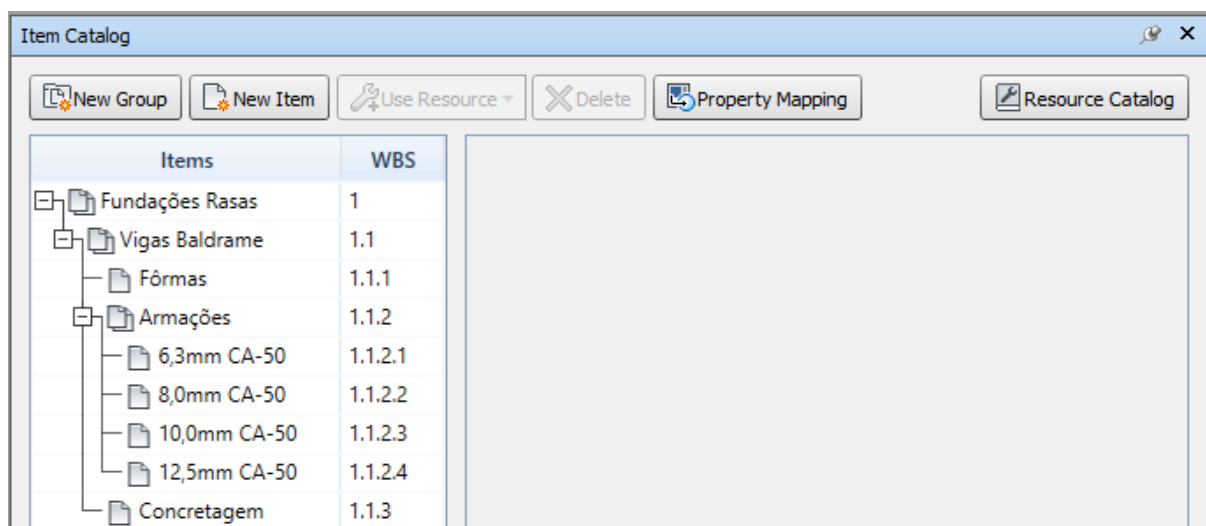 Item Catalog
New Group New Item Use Resource Delete Property Mapping Resource Catalog
Items WBS
Fundações Rasas 1
Vigas Baldrame 1.1
Fôrmas 1.1.1
Armações 1.1.2
6,3mm CA-50 1.1.2.1
8,0mm CA-50 1.1.2.2
10,0mm CA-50 1.1.2.3
12,5mm CA-50 1.1.2.4
Concretagem 1.1.3